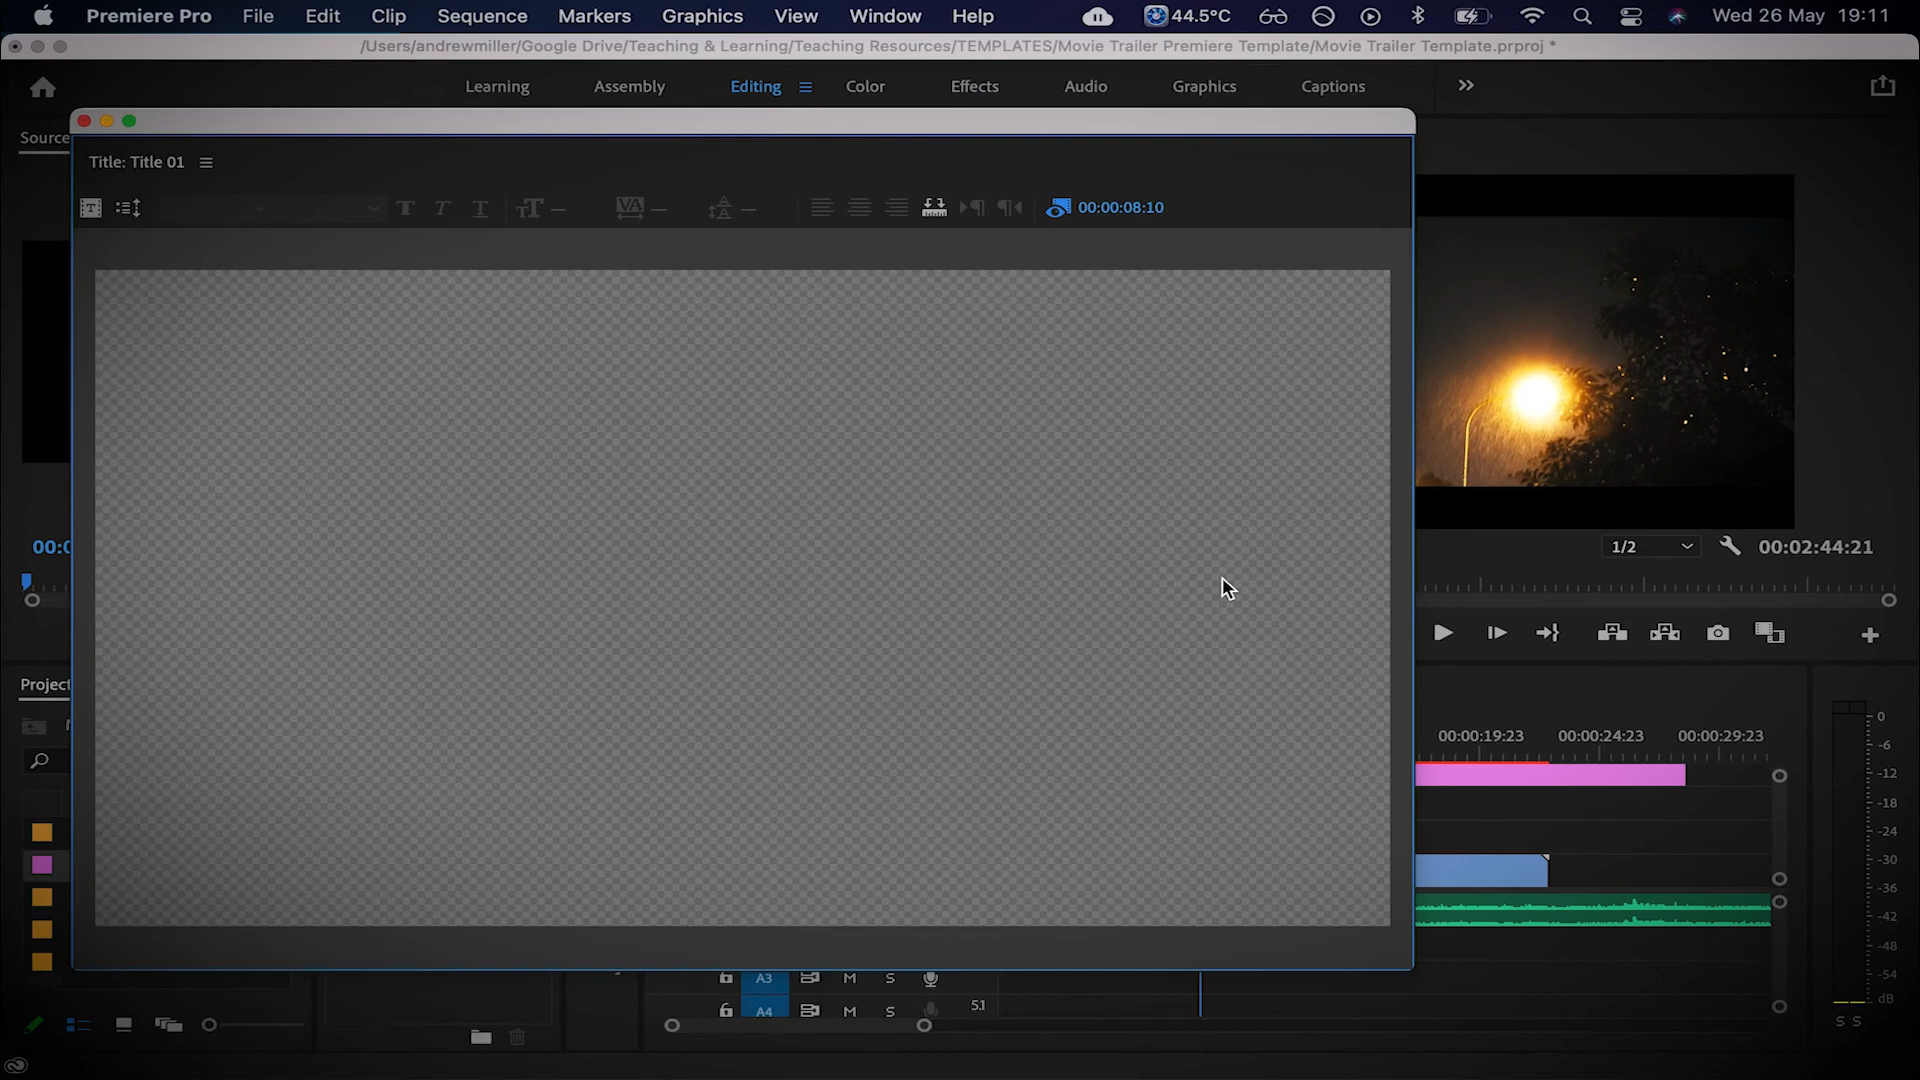 Premiere Pro File Edit Clip Sequence Markers Graphics View Window Help 44.5°C Wed 26 May 19:11
/Users/andrewmiller/Google Drive/Teaching & Learning/Teaching Resources/TEMPLATES/Movie Trailer Premiere Template/Movie Trailer Template.prproj *
Learning Assembly Editing Color Effects Audio Graphics Captions
Source
Title: Title 01
00:00:08:10
00:0
1/2 00:02:44:21
Project
00:00:19:23 00:00:24:23 00:00:29:23
0
-6
-12
-18
-24
-30
-36
-42
-48
-54
dB
A3 M S
A4 M S 5.1
S S